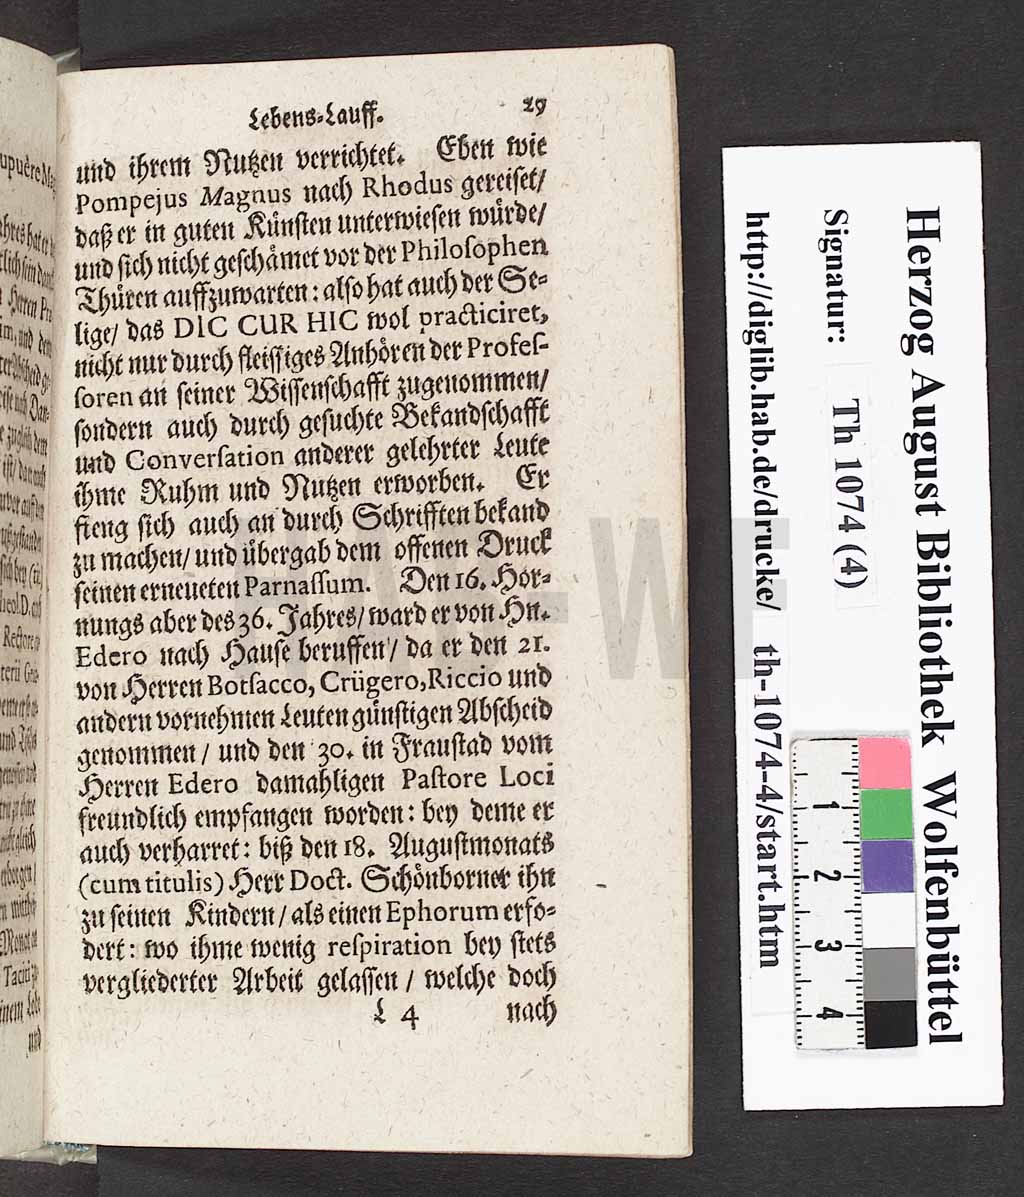 Lebens-Lauff. 29
und ihrem Nutzen verrichtet. Eben wie
Pompejus Magnus nach Rhodus gereiset/
daß er in guten Künsten unterwiesen würde/
und sich nicht geschämet vor der Philosophen
Thüren auffzuwarten: also hat auch der Se-
lige/ das DIC CUR HIC wol practiciret,
nicht nur durch fleissiges Anhören der Profes-
soren an seiner Wissenschafft zugenommen/
sondern auch durch gesuchte Bekandschafft
und Conversation anderer gelehrter Leute
ihme Ruhm und Nutzen erworben. Er
fieng sich auch an durch Schrifften bekand
zu machen/ und übergab dem offenen Druck
seinen erneueten Parnassum. Den 16. Hor-
nungs aber des 36. Jahres/ ward er von Hn.
Edero nach Hause beruffen/ da er den 21.
von Herren Botsacco, Crügero, Riccio und
andern vornehmen Leuten günstigen Abscheid
genommen / und den 30. in Fraustad vom
Herren Edero damahligen Pastore Loci
freundlich empfangen worden: bey deme er
auch verharret: biß den 18. Augustmonats
(cum titulis) Herr Doct. Schönborner ihn
zu seinen Kindern/ als einen Ephorum erfo-
dert: wo ihme wenig respiration bey stets
vergliederter Arbeit gelassen / welche doch
L 4 nach
Herzog August Bibliothek Wolfenbüttel
Signatur: Th 1074 (4)
http://diglib.hab.de/drucke/ th-1074-4/start.htm
1 2 3 4